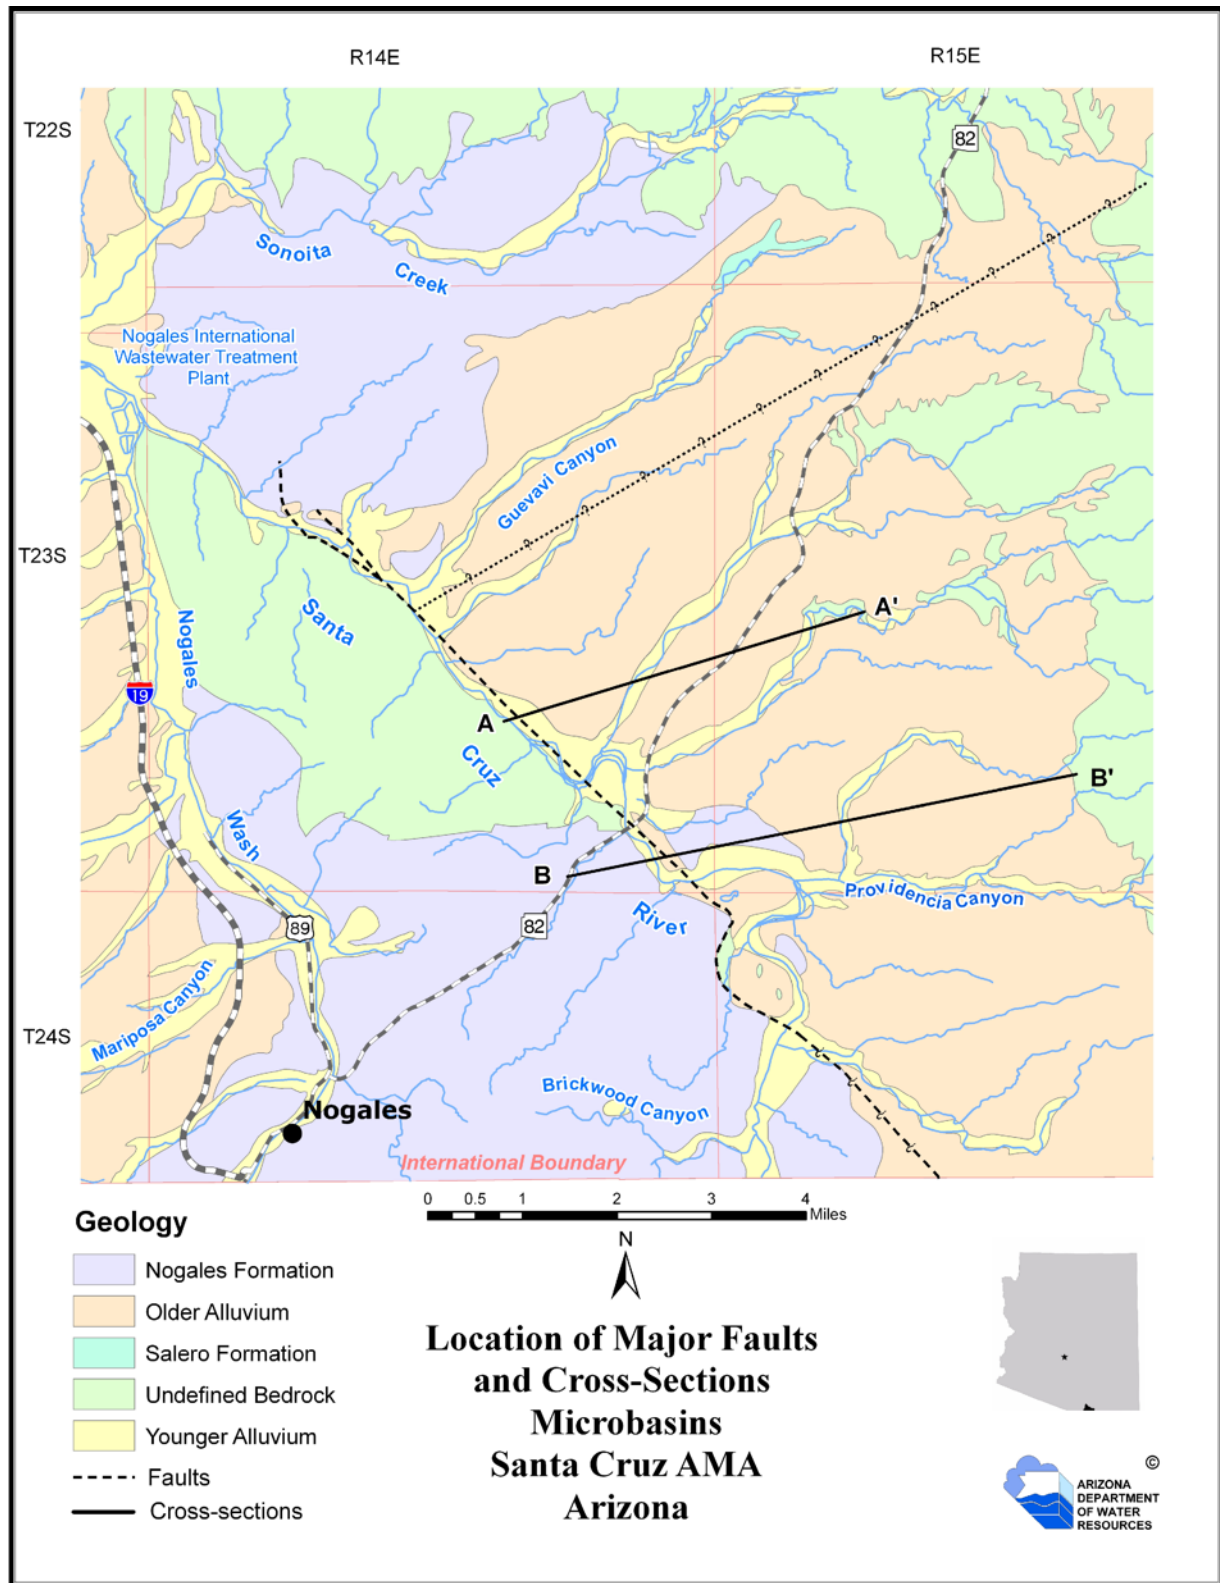 R14E
R15E
T22S
82
Sonoita
Creek
Nogales International
Wastewater Treatment
Plant
Guevavi Canyon
T23S
Santa
Nogales
A'
19
A
Cruz
B'
Wash
B
Providencia Canyon
River
82
89
Mariposa Canyon
T24S
Brickwood Canyon
Nogales
International Boundary
0 0.5 1 2 3 4
Miles
Geology
N
Nogales Formation
Older Alluvium
Salero Formation
Undefined Bedrock
Younger Alluvium
Faults
Cross-sections
Location of Major Faults
and Cross-Sections
Microbasins
Santa Cruz AMA
Arizona
©
ARIZONA
DEPARTMENT
OF WATER
RESOURCES